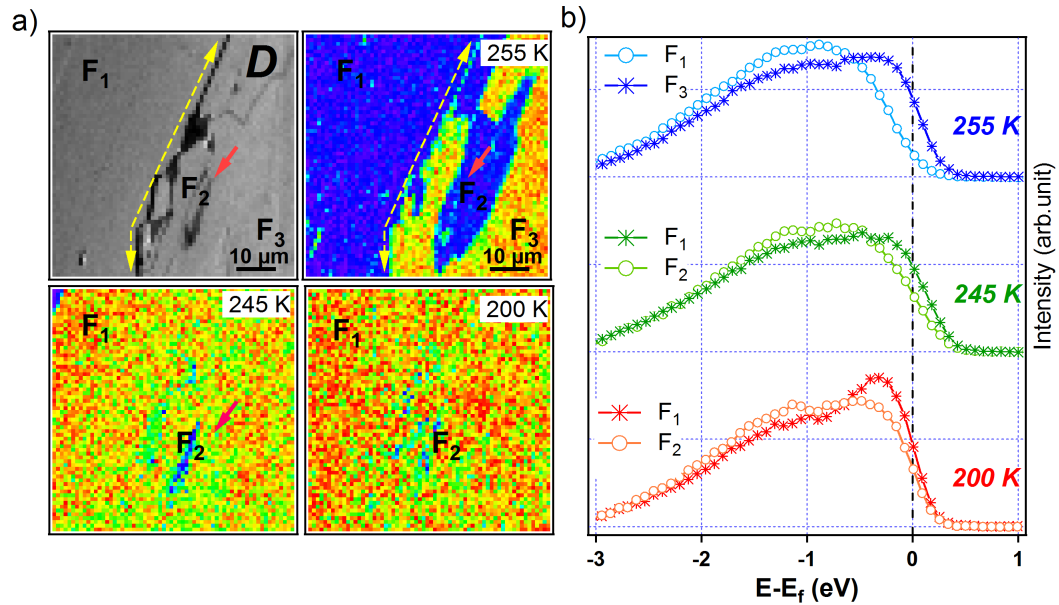 a)
F₁
D
F₂
F₃
10 µm
255 K
F₁
F₂
F₃
10 µm
245 K
F₁
F₂
200 K
F₁
F₂
b)
F₁
F₃
255 K
F₁
F₂
245 K
F₁
F₂
200 K
Intensity (arb.unit)
-3 -2 -1 0 1
E-E_f (eV)